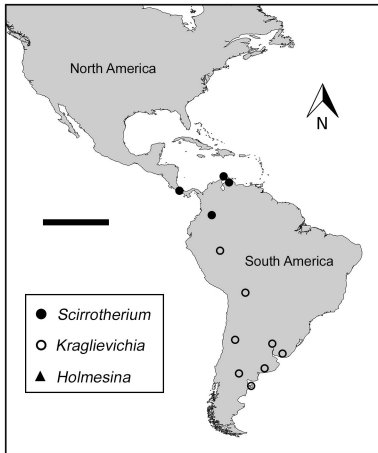 North America
N
South America
Scirrotherium
Kraglievichia
Holmesina